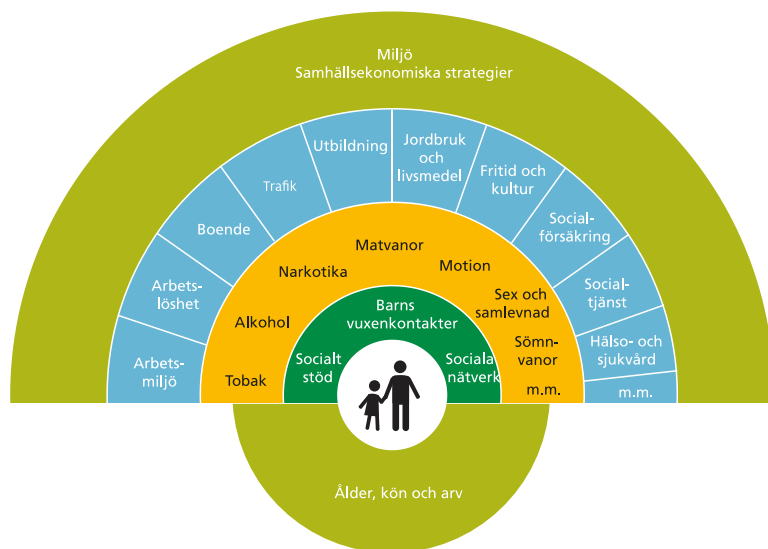 Miljö
Samhällsekonomiska strategier
Arbets-
miljö
Arbets-
löshet
Boende
Trafik
Utbildning
Jordbruk
och
livsmedel
Fritid och
kultur
Social-
försäkring
Social-
tjänst
Hälso- och
sjukvård
m.m.
Tobak
Alkohol
Narkotika
Matvanor
Motion
Sex och
samlevnad
Sömn-
vanor
m.m.
Socialt
stöd
Barns
vuxenkontakter
Sociala
nätverk
Ålder, kön och arv